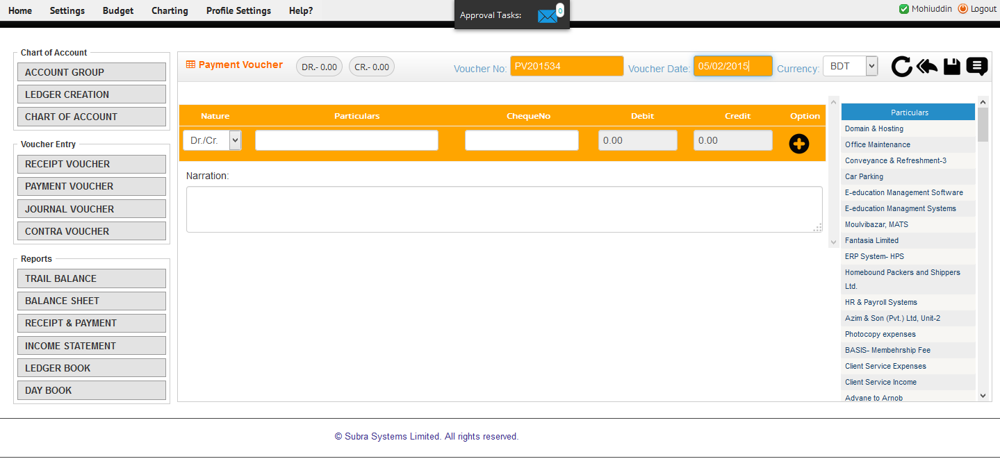 Home Settings Budget Charting Profile Settings Help?
Approval Tasks: 0
Mohiuddin Logout
Chart of Account
ACCOUNT GROUP
LEDGER CREATION
CHART OF ACCOUNT
Voucher Entry
RECEIPT VOUCHER
PAYMENT VOUCHER
JOURNAL VOUCHER
CONTRA VOUCHER
Reports
TRAIL BALANCE
BALANCE SHEET
RECEIPT & PAYMENT
INCOME STATEMENT
LEDGER BOOK
DAY BOOK
Payment Voucher DR.- 0.00 CR.- 0.00 Voucher No: PV201534 Voucher Date: 05/02/2015 Currency: BDT
Nature Particulars ChequeNo Debit Credit Option
Dr./Cr. 0.00 0.00
Narration:
Particulars
Domain & Hosting
Office Maintenance
Conveyance & Refreshment-3
Car Parking
E-education Management Software
E-education Managment Systems
Moulvibazar, MATS
Fantasia Limited
ERP System- HPS
Homebound Packers and Shippers
Ltd.
HR & Payroll Systems
Azim & Son (Pvt.) Ltd, Unit-2
Photocopy expenses
BASIS- Membehrship Fee
Client Service Expenses
Client Service Income
Advane to Arnob
© Subra Systems Limited. All rights reserved.